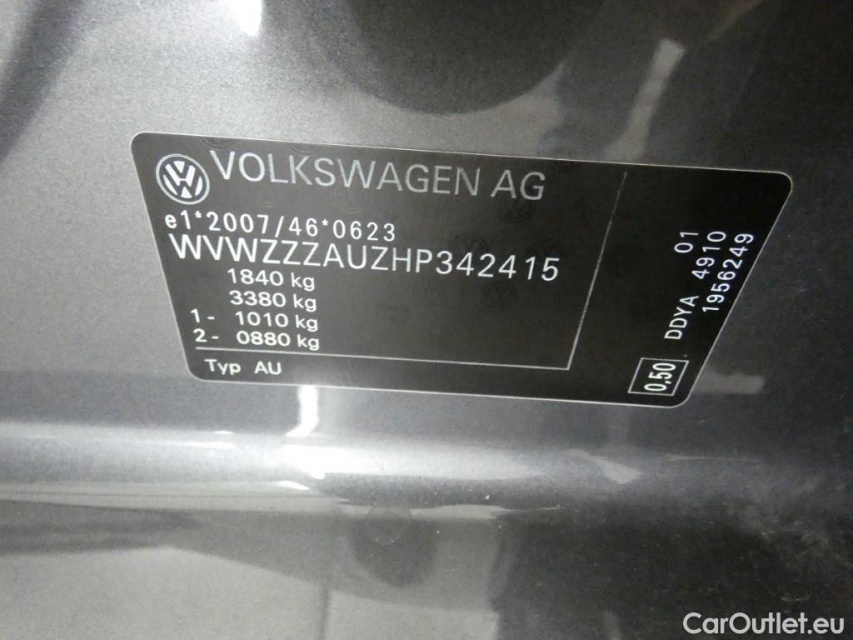 VOLKSWAGEN AG
e1*2007/46*0623
WVWZZZAUZHP342415
1840 kg
3380 kg
1- 1010 kg
2- 0880 kg
Typ AU
01
DDYA 4910
1956249
0,50
CarOutlet.eu